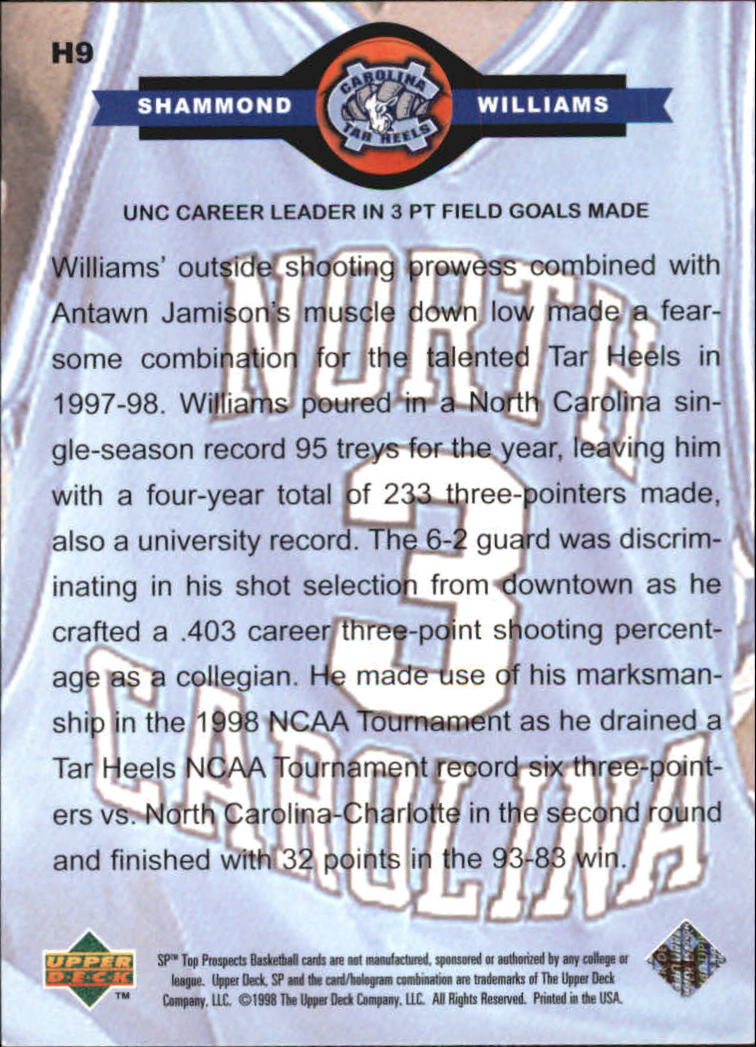 H9
CAROLINA
SHAMMOND WILLIAMS
TAR HEELS
UNC CAREER LEADER IN 3 PT FIELD GOALS MADE
Williams' outside shooting prowess combined with
Antawn Jamison's muscle down low made a fear-
some combination for the talented Tar Heels in
1997-98. Williams poured in a North Carolina sin-
gle-season record 95 treys for the year, leaving him
with a four-year total of 233 three-pointers made,
also a university record. The 6-2 guard was discrim-
inating in his shot selection from downtown as he
crafted a .403 career three-point shooting percent-
age as a collegian. He made use of his marksman-
ship in the 1998 NCAA Tournament as he drained a
Tar Heels NCAA Tournament record six three-point-
ers vs. North Carolina-Charlotte in the second round
and finished with 32 points in the 93-83 win.
NORTH
3
CAROLINA
UPPER
DECK
TM
SP™ Top Prospects Basketball cards are not manufactured, sponsored or authorized by any college or
league. Upper Deck, SP and the card/hologram combination are trademarks of The Upper Deck
Company, LLC. ©1998 The Upper Deck Company, LLC. All Rights Reserved. Printed in the USA.